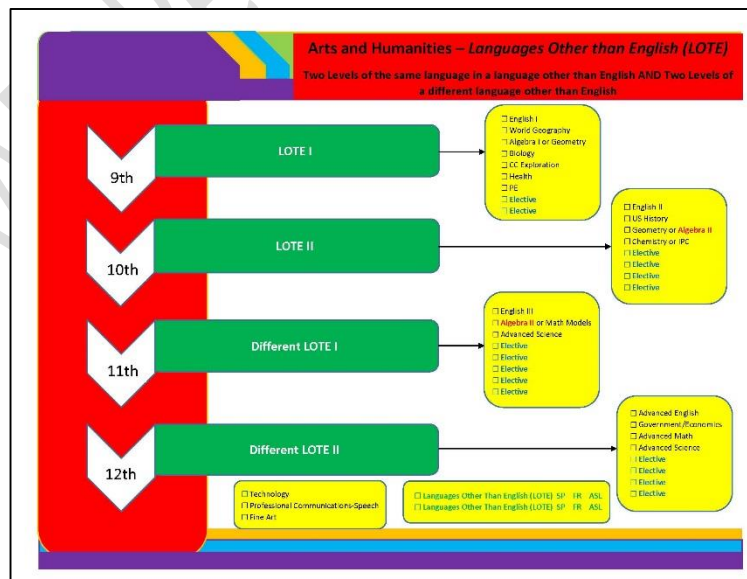 Arts and Humanities – Languages Other than English (LOTE)
Two Levels of the same language in a language other than English AND Two Levels of
a different language other than English
9th
LOTE I
☐ English I
☐ World Geography
☐ Algebra I or Geometry
☐ Biology
☐ CC Exploration
☐ Health
☐ PE
☐ Elective
☐ Elective
10th
LOTE II
☐ English II
☐ US History
☐ Geometry or Algebra II
☐ Chemistry or IPC
☐ Elective
☐ Elective
☐ Elective
☐ Elective
11th
Different LOTE I
☐ English III
☐ Algebra II or Math Models
☐ Advanced Science
☐ Elective
☐ Elective
☐ Elective
☐ Elective
☐ Elective
12th
Different LOTE II
☐ Advanced English
☐ Government/Economics
☐ Advanced Math
☐ Advanced Science
☐ Elective
☐ Elective
☐ Elective
☐ Elective
☐ Technology
☐ Professional Communications-Speech
☐ Fine Art
☐ Languages Other Than English (LOTE) SP FR ASL
☐ Languages Other Than English (LOTE) SP FR ASL